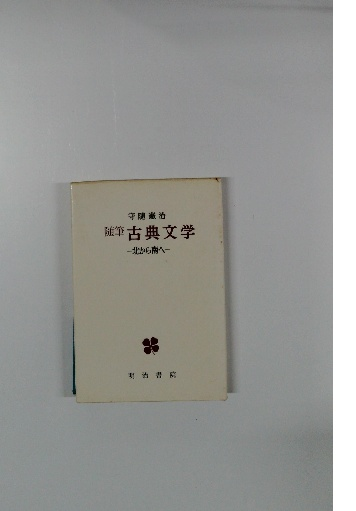 守随憲治
随筆 古典文学
-北から南へ-
明治書院